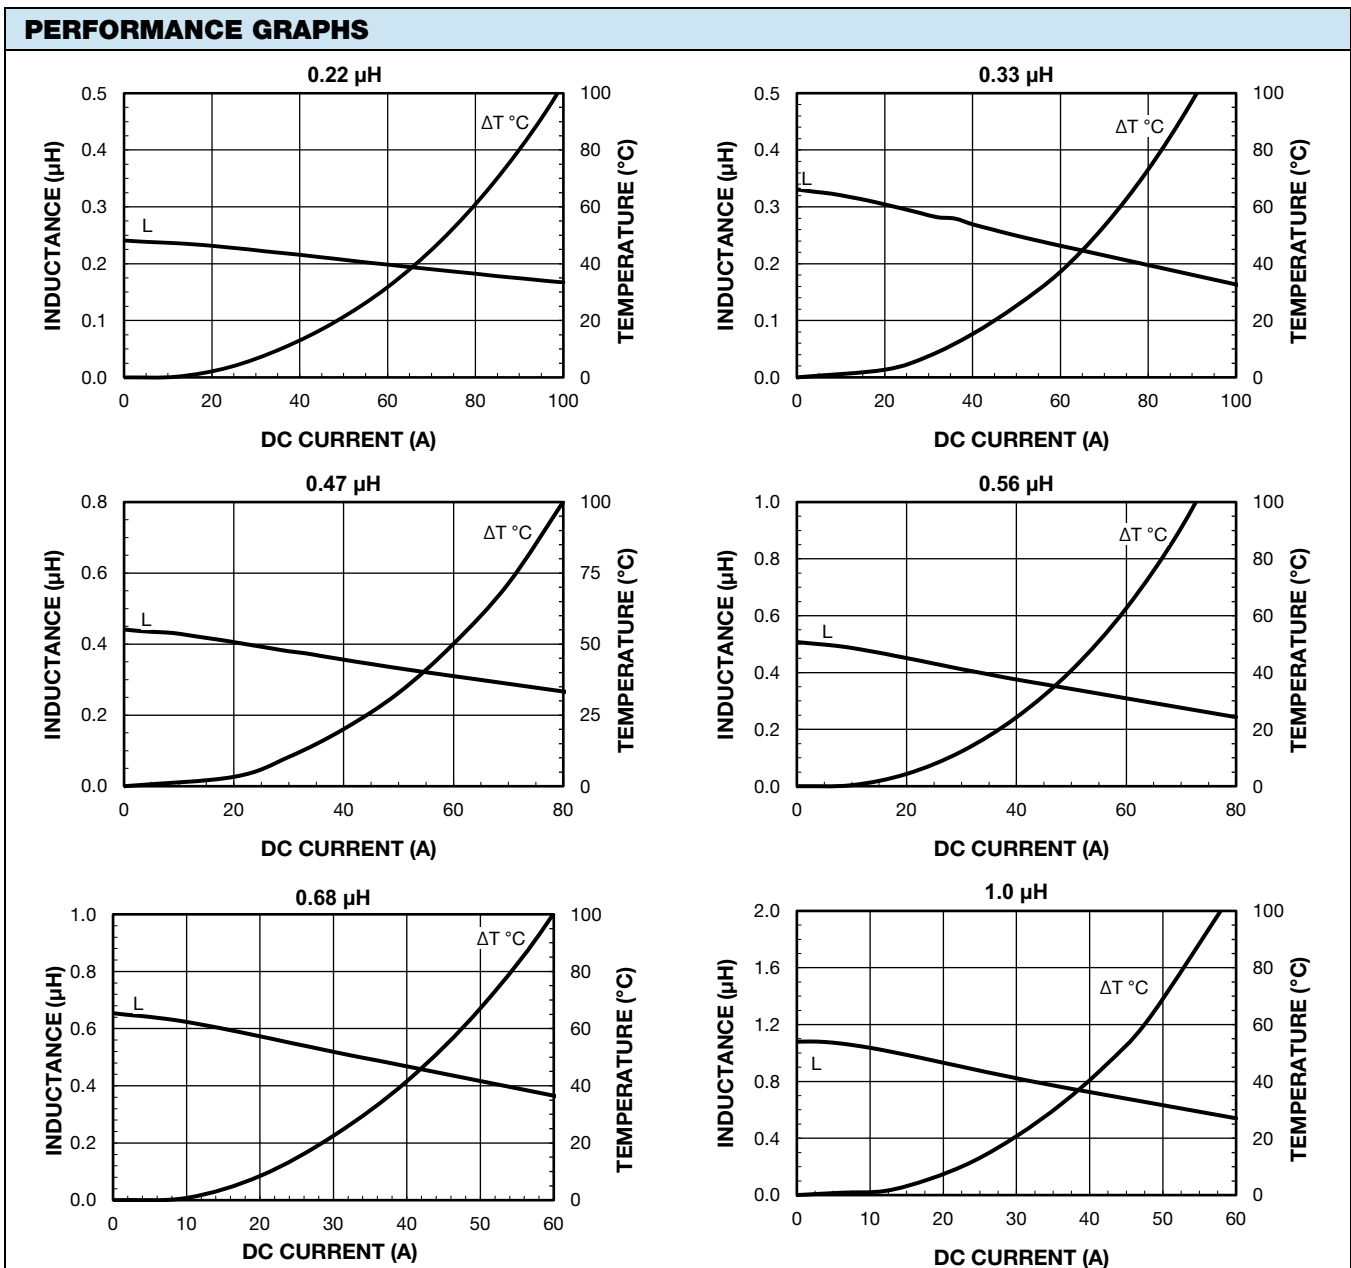 PERFORMANCE GRAPHS
0.22 µH
INDUCTANCE (µH)
0.5
0.4
0.3
0.2
0.1
0.0
L
ΔT °C
100
80
60
40
20
0
TEMPERATURE (°C)
0 20 40 60 80 100
DC CURRENT (A)
0.33 µH
INDUCTANCE (µH)
0.5
0.4
0.3
0.2
0.1
0.0
L
ΔT °C
100
80
60
40
20
0
TEMPERATURE (°C)
0 20 40 60 80 100
DC CURRENT (A)
0.47 µH
INDUCTANCE (µH)
0.8
0.6
0.4
0.2
0.0
L
ΔT °C
100
75
50
25
0
TEMPERATURE (°C)
0 20 40 60 80
DC CURRENT (A)
0.56 µH
INDUCTANCE (µH)
1.0
0.8
0.6
0.4
0.2
0.0
L
ΔT °C
100
80
60
40
20
0
TEMPERATURE (°C)
0 20 40 60 80
DC CURRENT (A)
0.68 µH
INDUCTANCE (µH)
1.0
0.8
0.6
0.4
0.2
0.0
L
ΔT °C
100
80
60
40
20
0
TEMPERATURE (°C)
0 10 20 30 40 50 60
DC CURRENT (A)
1.0 µH
INDUCTANCE (µH)
2.0
1.6
1.2
0.8
0.4
0.0
L
ΔT °C
100
80
60
40
20
0
TEMPERATURE (°C)
0 10 20 30 40 50 60
DC CURRENT (A)